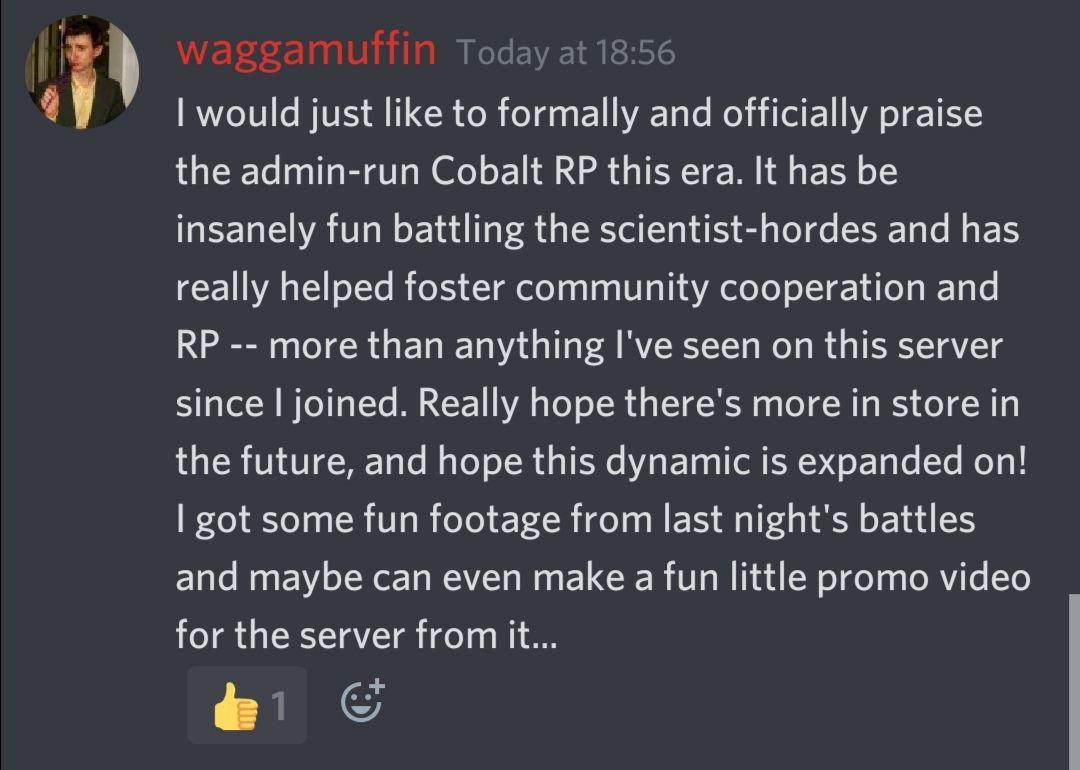 waggamuffin Today at 18:56
I would just like to formally and officially praise
the admin-run Cobalt RP this era. It has be
insanely fun battling the scientist-hordes and has
really helped foster community cooperation and
RP -- more than anything I've seen on this server
since I joined. Really hope there's more in store in
the future, and hope this dynamic is expanded on!
I got some fun footage from last night's battles
and maybe can even make a fun little promo video
for the server from it...
👍 1